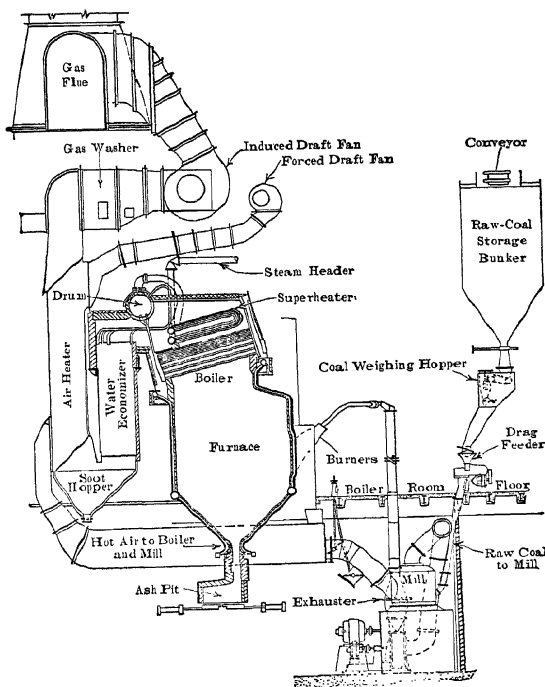 Gas
Flue
Gas Washer
Induced Draft Fan
Forced Draft Fan
Conveyor
Raw-Coal
Storage
Bunker
Steam Header
Drum
Superheater
Coal Weighing Hopper
Boiler
Air Heater
Water
Economizer
Furnace
Drag
Feeder
Burners
Soot
Hopper
Boiler Room Floor
Hot Air to Boiler
and Mill
Raw Coal
to Mill
Ash Pit
Mill
Exhauster